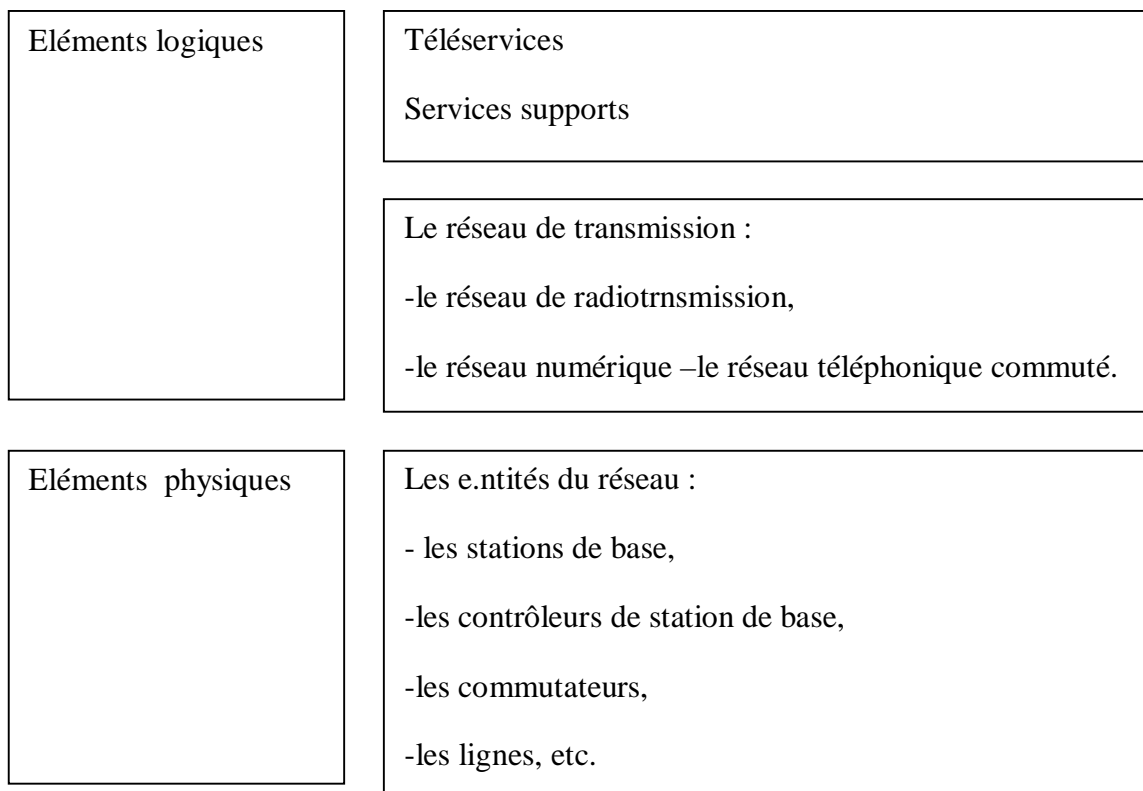 Eléments logiques
Téléservices
Services supports
Le réseau de transmission :
-le réseau de radiotrnsmission,
-le réseau numérique –le réseau téléphonique commuté.
Eléments  physiques
Les e.ntités du réseau :
- les stations de base,
-les contrôleurs de station de base,
-les commutateurs,
-les lignes, etc.